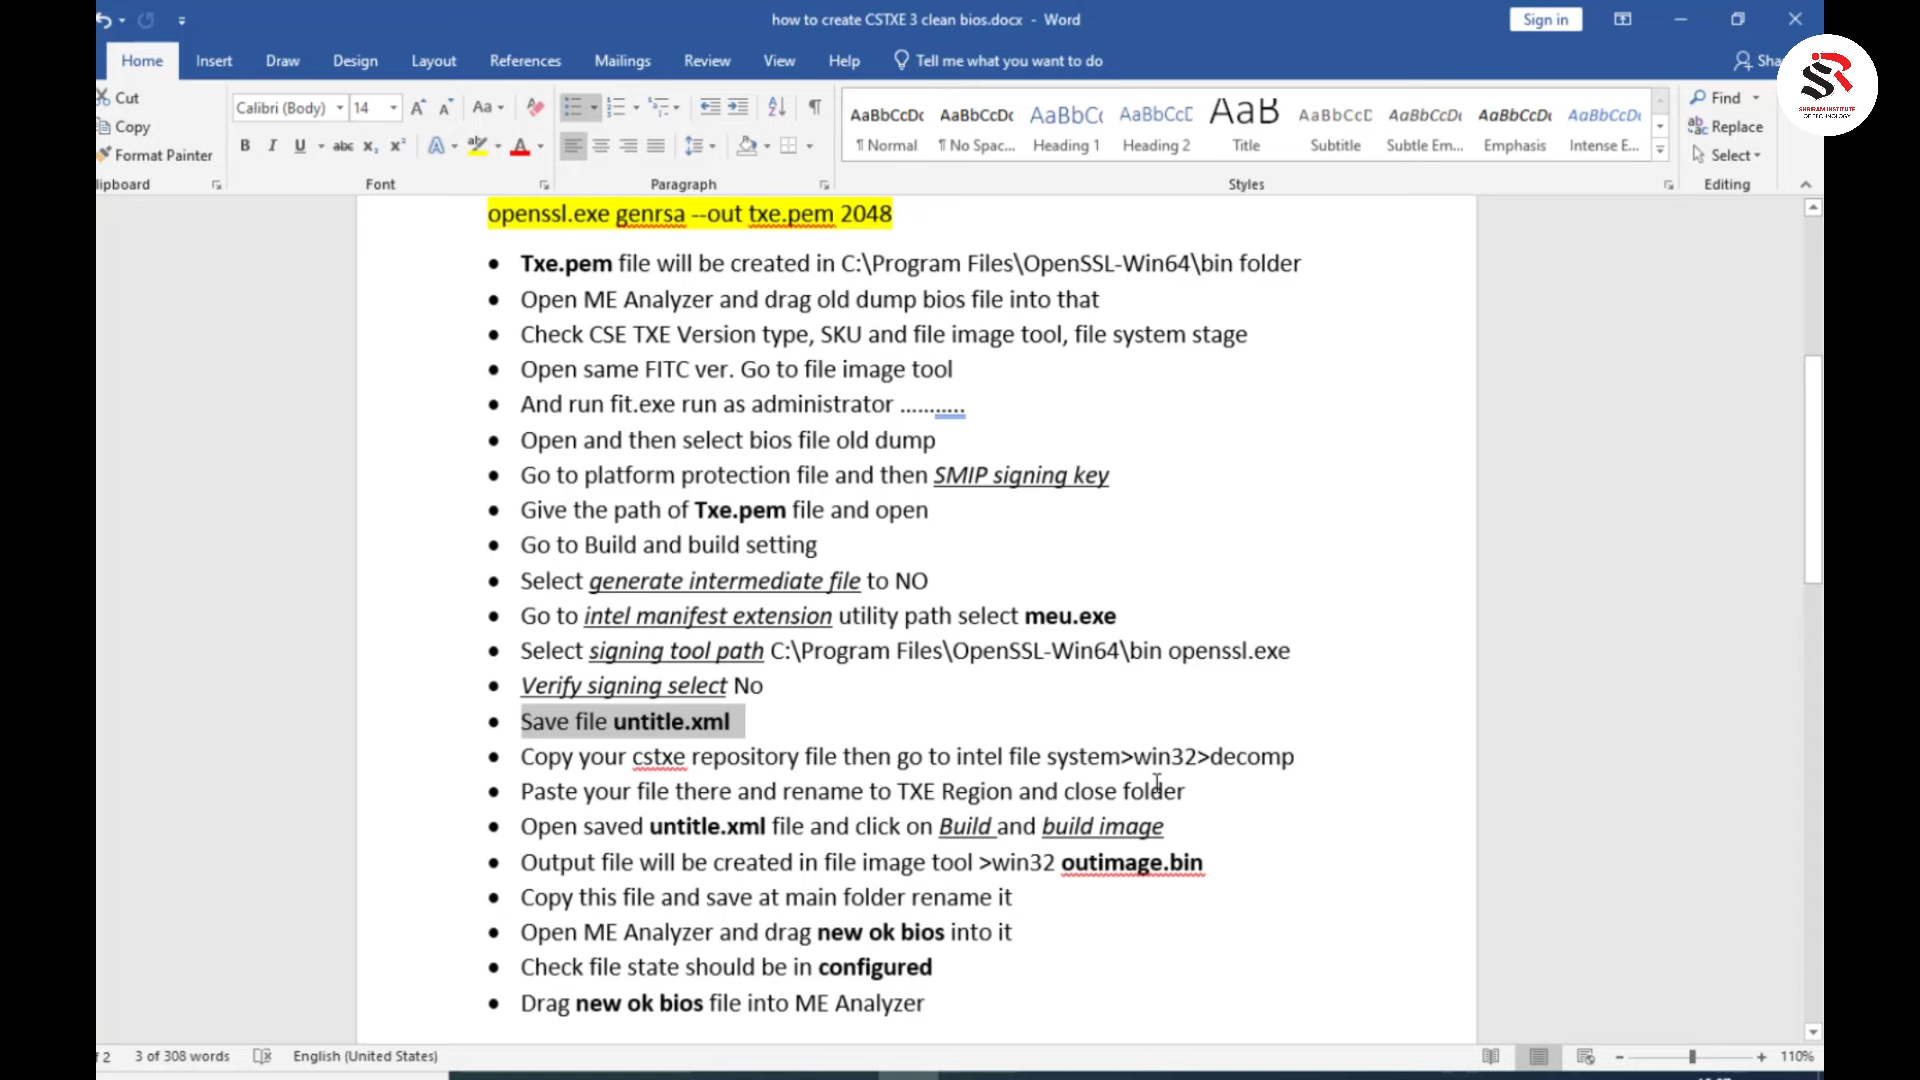 how to create CSTXE 3 clean bios.docx - Word
Sign in
Home Insert Draw Design Layout References Mailings Review View Help Tell me what you want to do
Sha
SHRIRAM INSTITUTE
OF TECHNOLOGY
Cut
Copy
Format Painter
lipboard
Calibri (Body) 14
Font
Paragraph
AaBbCcDc AaBbCcDc AaBbCc AaBbCcD AaB AaBbCcD AaBbCcDı AaBbCcDı AaBbCcDı
¶ Normal ¶ No Spac... Heading 1 Heading 2 Title Subtitle Subtle Em... Emphasis Intense E...
Styles
Find
Replace
Select
Editing
openssl.exe genrsa --out txe.pem 2048
• Txe.pem file will be created in C:\Program Files\OpenSSL-Win64\bin folder
• Open ME Analyzer and drag old dump bios file into that
• Check CSE TXE Version type, SKU and file image tool, file system stage
• Open same FITC ver. Go to file image tool
• And run fit.exe run as administrator ...........
• Open and then select bios file old dump
• Go to platform protection file and then SMIP signing key
• Give the path of Txe.pem file and open
• Go to Build and build setting
• Select generate intermediate file to NO
• Go to intel manifest extension utility path select meu.exe
• Select signing tool path C:\Program Files\OpenSSL-Win64\bin openssl.exe
• Verify signing select No
• Save file untitle.xml
• Copy your cstxe repository file then go to intel file system>win32>decomp
• Paste your file there and rename to TXE Region and close folder
• Open saved untitle.xml file and click on Build and build image
• Output file will be created in file image tool >win32 outimage.bin
• Copy this file and save at main folder rename it
• Open ME Analyzer and drag new ok bios into it
• Check file state should be in configured
• Drag new ok bios file into ME Analyzer
f 2 3 of 308 words English (United States) 110%